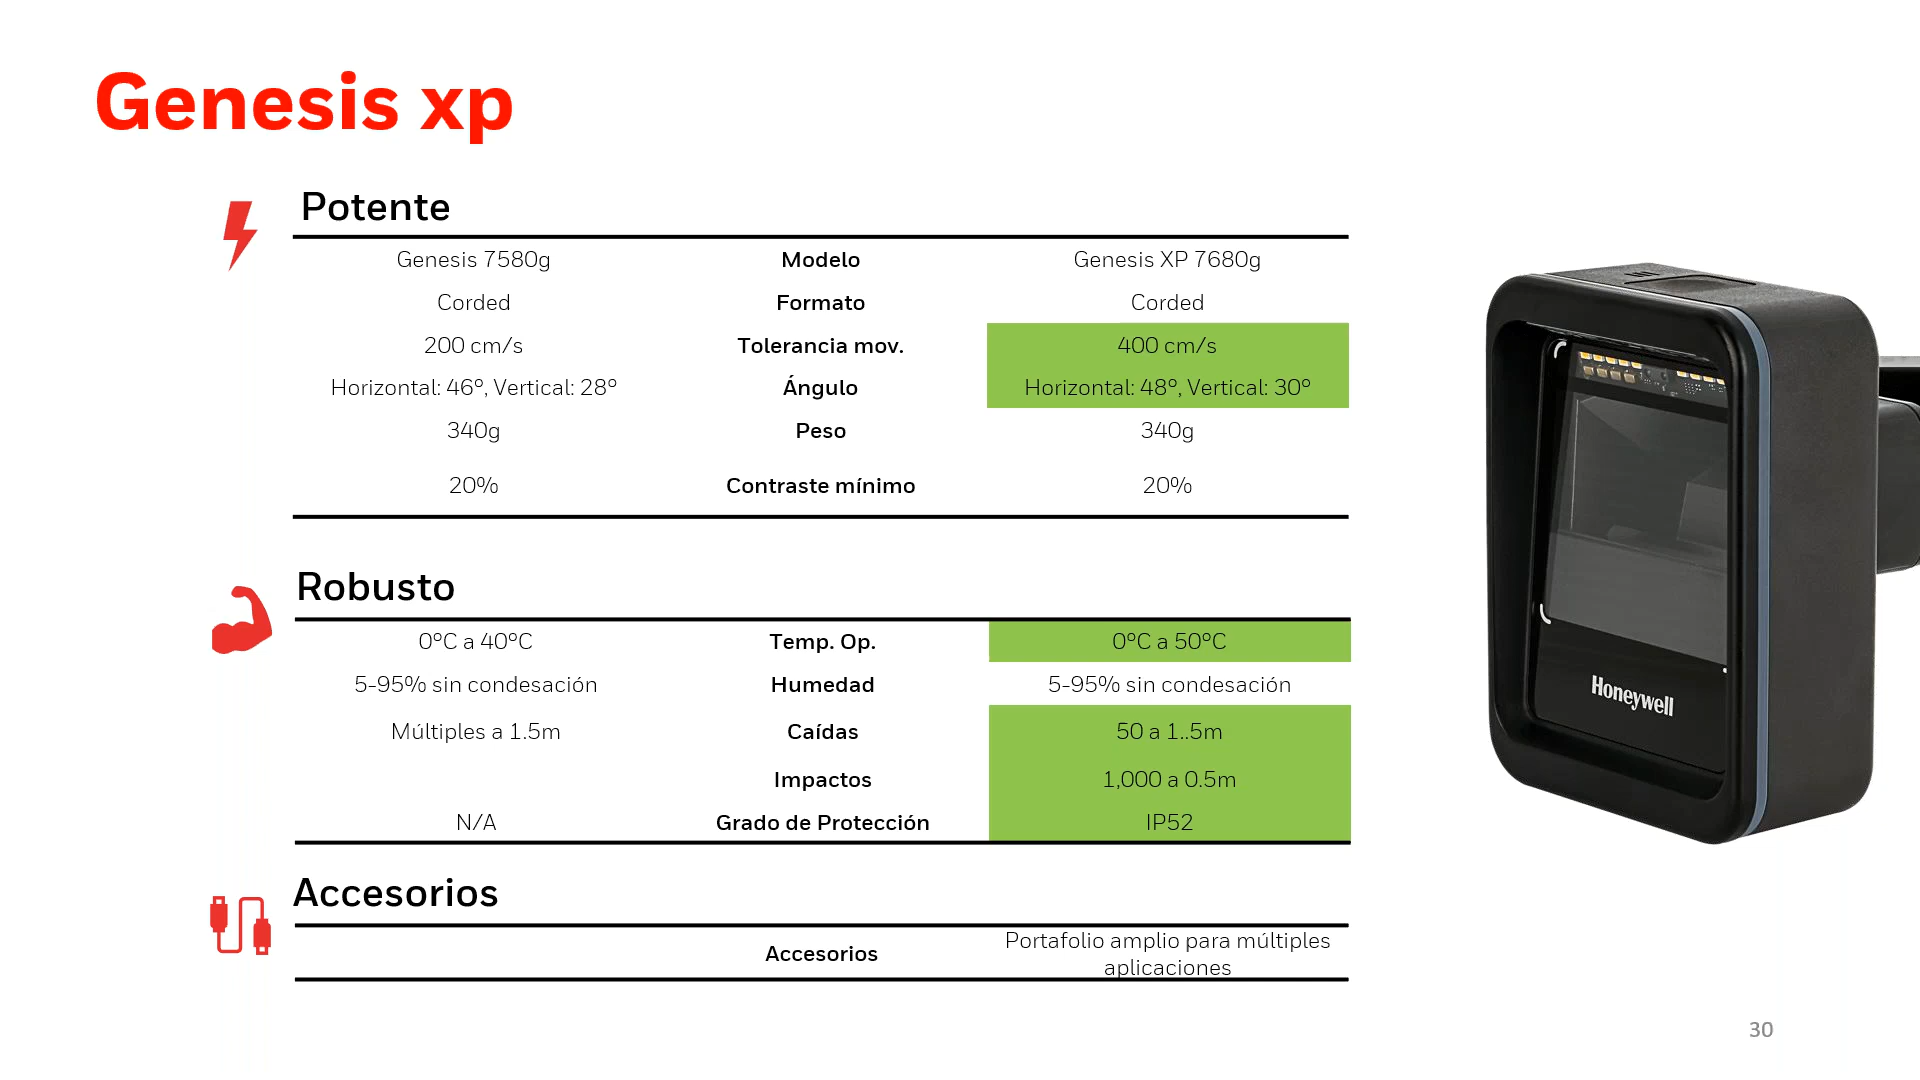 Genesis xp
Potente
Genesis 7580g Modelo Genesis XP 7680g
Corded Formato Corded
200 cm/s Tolerancia mov. 400 cm/s
Horizontal: 46°, Vertical: 28° Ángulo Horizontal: 48°, Vertical: 30°
340g Peso 340g
20% Contraste mínimo 20%
Robusto
0°C a 40°C Temp. Op. 0°C a 50°C
5-95% sin condesación Humedad 5-95% sin condesación
Múltiples a 1.5m Caídas 50 a 1..5m
Impactos 1,000 a 0.5m
N/A Grado de Protección IP52
Accesorios
Accesorios Portafolio amplio para múltiples
aplicaciones
Honeywell
30